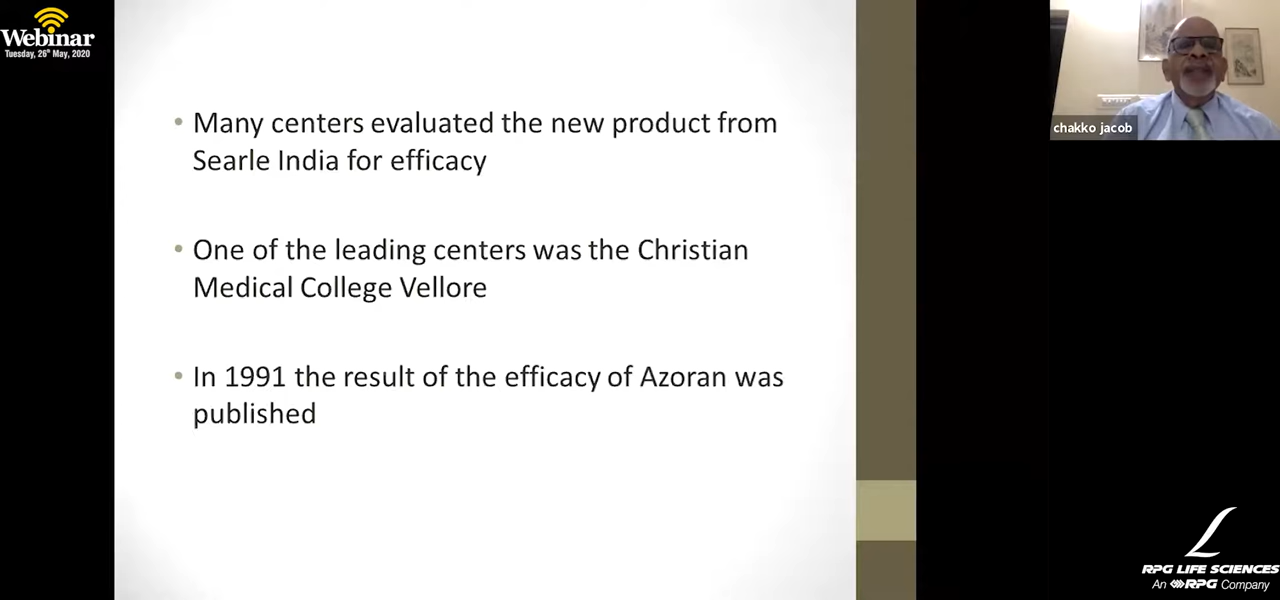 Webinar
Tuesday, 26th May, 2020
chakko jacob
• Many centers evaluated the new product from
Searle India for efficacy
• One of the leading centers was the Christian
Medical College Vellore
• In 1991 the result of the efficacy of Azoran was
published
RPG LIFE SCIENCES
An RPG Company